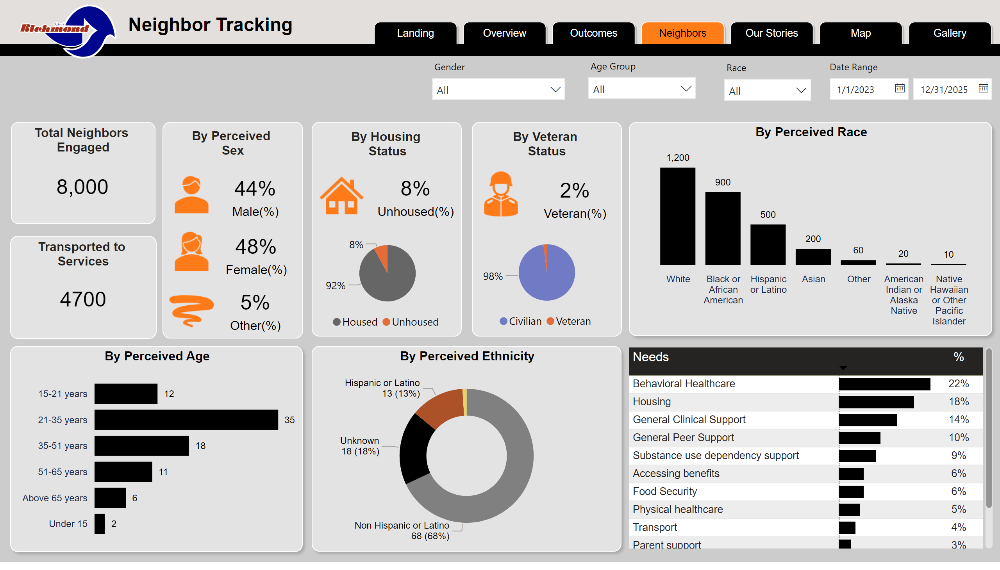 City of
Richmond
Neighbor Tracking
Landing
Overview
Outcomes
Neighbors
Our Stories
Map
Gallery
Gender
All
Age Group
All
Race
All
Date Range
1/1/2023
12/31/2025
Total Neighbors
Engaged
8,000
Transported to
Services
4700
By Perceived
Sex
44%
Male(%)
48%
Female(%)
5%
Other(%)
By Housing
Status
8%
Unhoused(%)
8%
92%
Housed
Unhoused
By Veteran
Status
2%
Veteran(%)
98%
Civilian
Veteran
By Perceived Race
1,200
900
500
200
60
20
10
White
Black or
African
American
Hispanic
or Latino
Asian
Other
American
Indian or
Alaska
Native
Native
Hawaiian
or Other
Pacific
Islander
By Perceived Age
15-21 years 12
21-35 years 35
35-51 years 18
51-65 years 11
Above 65 years 6
Under 15 2
By Perceived Ethnicity
Hispanic or Latino
13 (13%)
Unknown
18 (18%)
Non Hispanic or Latino
68 (68%)
Needs %
Behavioral Healthcare 22%
Housing 18%
General Clinical Support 14%
General Peer Support 10%
Substance use dependency support 9%
Accessing benefits 6%
Food Security 6%
Physical healthcare 5%
Transport 4%
Parent support 3%